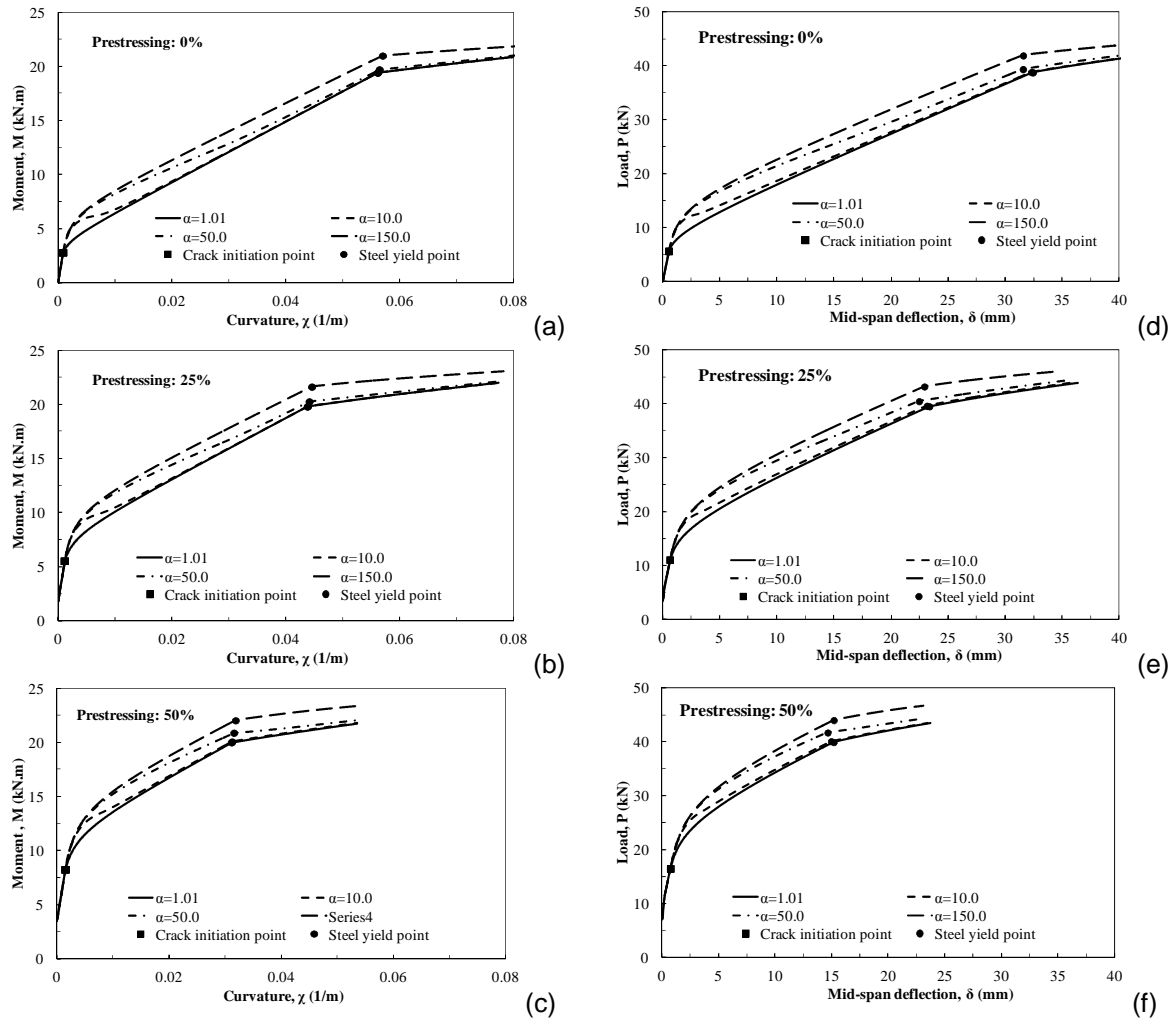 25
20
15
10
5
0
Moment, M (kN.m)
Prestressing: 0%
α=1.01
α=10.0
α=50.0
α=150.0
Crack initiation point
Steel yield point
0 0.02 0.04 0.06 0.08
Curvature, χ (1/m)
(a)
50
40
30
20
10
0
Load, P (kN)
Prestressing: 0%
α=1.01
α=10.0
α=50.0
α=150.0
Crack initiation point
Steel yield point
0 5 10 15 20 25 30 35 40
Mid-span deflection, δ (mm)
(d)
25
20
15
10
5
0
Moment, M (kN.m)
Prestressing: 25%
α=1.01
α=10.0
α=50.0
α=150.0
Crack initiation point
Steel yield point
0 0.02 0.04 0.06 0.08
Curvature, χ (1/m)
(b)
50
40
30
20
10
0
Load, P (kN)
Prestressing: 25%
α=1.01
α=10.0
α=50.0
α=150.0
Crack initiation point
Steel yield point
0 5 10 15 20 25 30 35 40
Mid-span deflection, δ (mm)
(e)
25
20
15
10
5
0
Moment , M (kN.m)
Prestressing: 50%
α=1.01
α=10.0
α=50.0
Series4
Crack initiation point
Steel yield point
0 0.02 0.04 0.06 0.08
Curvature, χ (1/m)
(c)
50
40
30
20
10
0
Load, P (kN)
Prestressing: 50%
α=1.01
α=10.0
α=50.0
α=150.0
Crack initiation point
Steel yield point
0 5 10 15 20 25 30 35 40
Mid-span deflection, δ (mm)
(f)